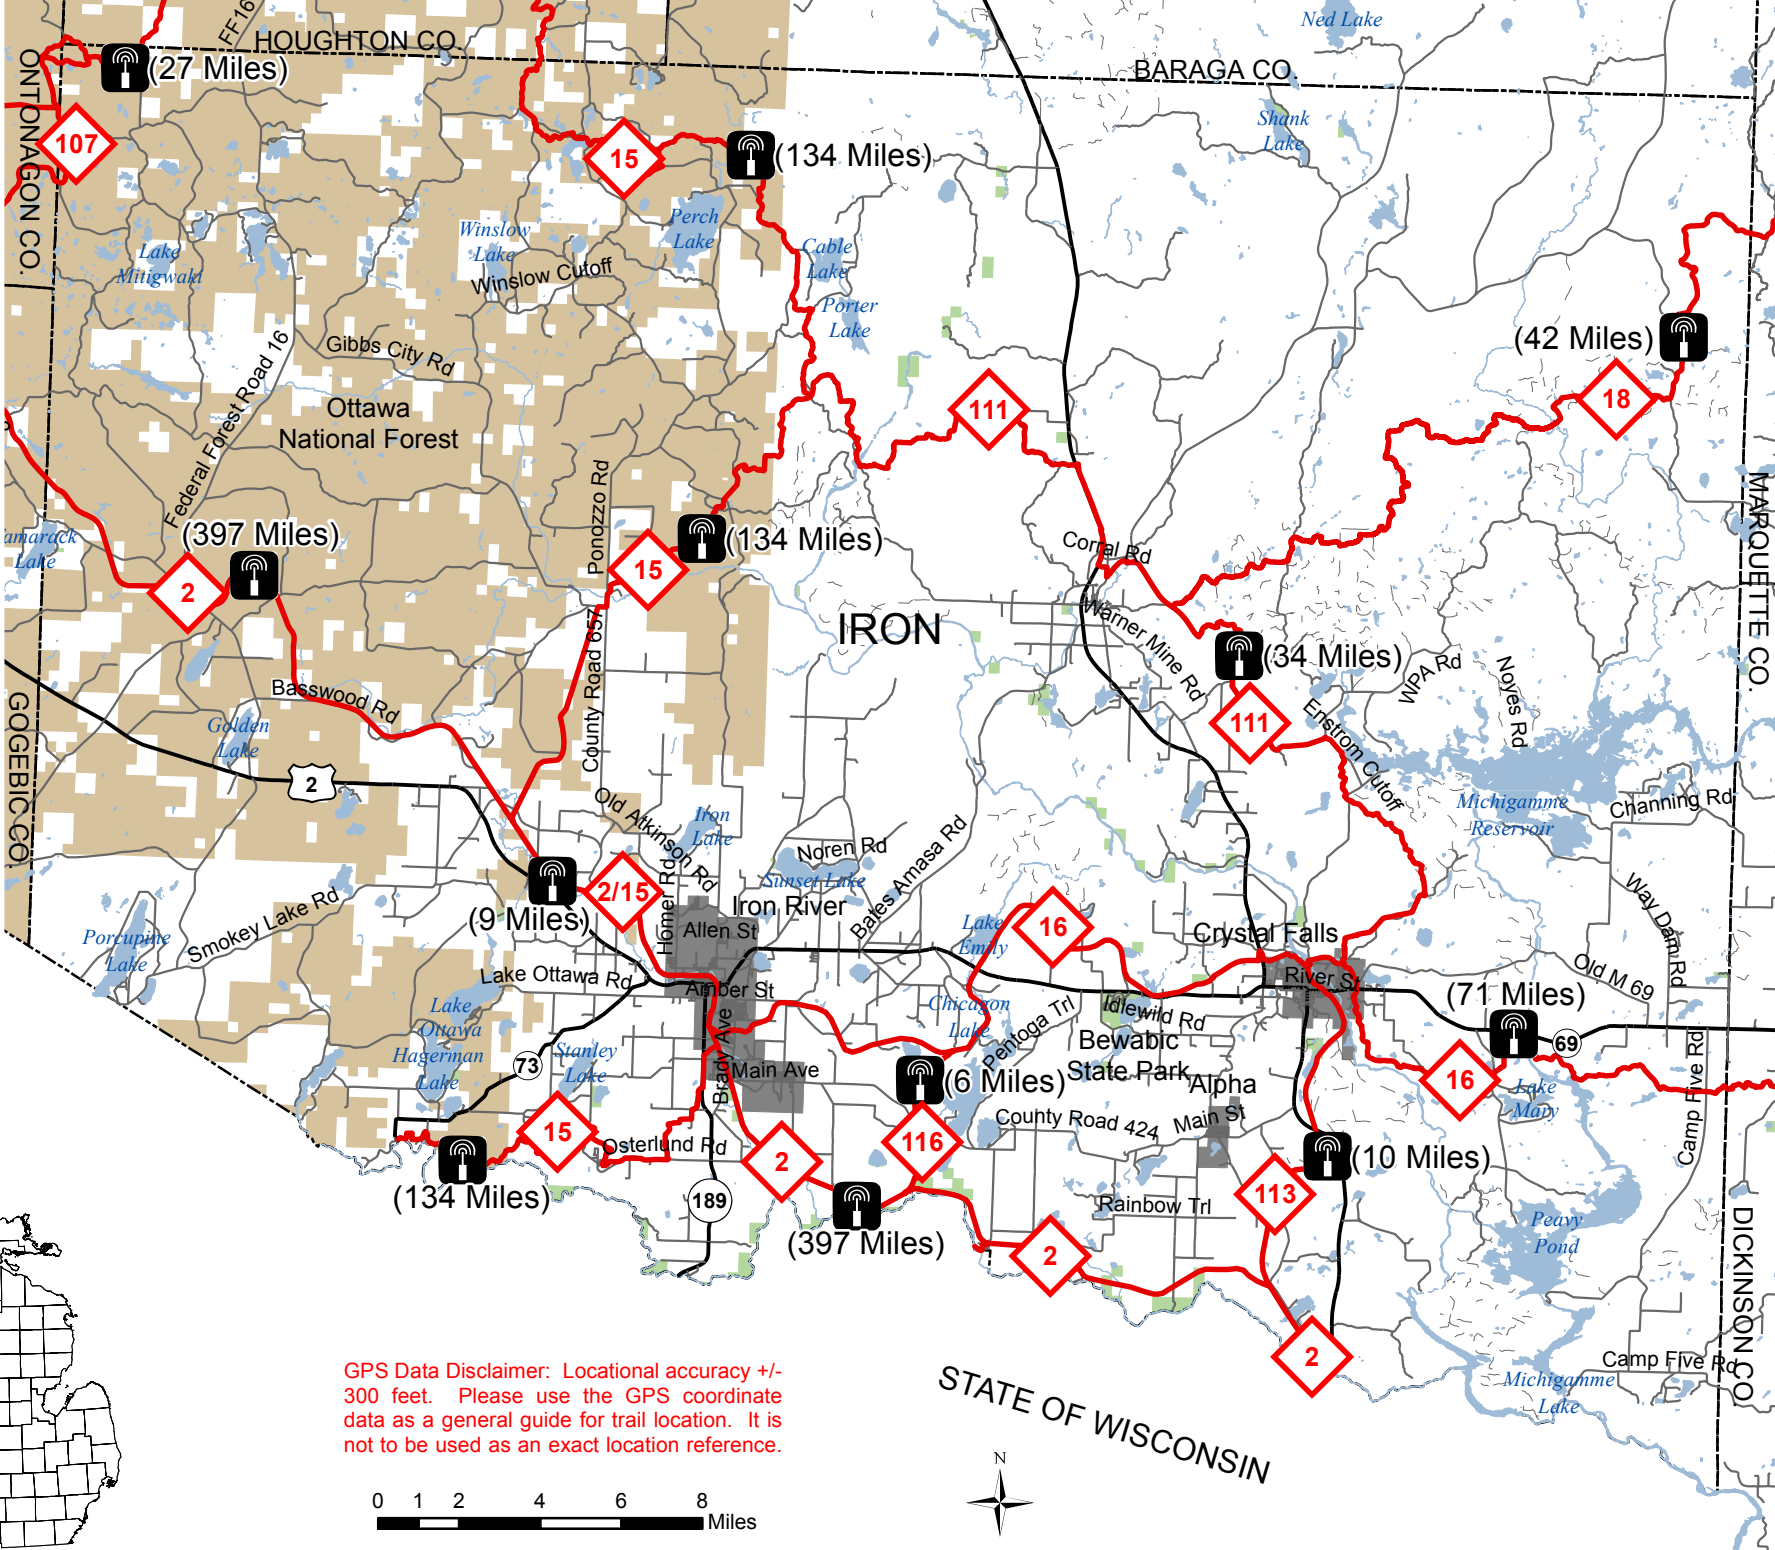 Ned Lake
FF16
HOUGHTON CO.
BARAGA CO.
ONTONAGON CO.
(27 Miles)
107
15
(134 Miles)
Shank
Lake
Perch
Lake
Winslow
Lake
Winslow Cutoff
Lake
Mitigwaki
Cable
Lake
Porter
Lake
(42 Miles)
18
Gibbs City Rd
Federal Forest Road 16
Ottawa
National Forest
111
Ponozzo Rd
MARQUETTE CO.
amarack
Lake
(397 Miles)
2
15
(134 Miles)
Corral Rd
IRON
Warner Mine Rd
(34 Miles)
111
WPA Rd
Noyes Rd
Enstrom Cutoff
County Road 657
Basswood Rd
Golden
Lake
GOGEBIC CO.
2
Michigamme
Reservoir
Channing Rd
Old Atkinson Rd
Iron
Lake
Noren Rd
Sunset Lake
Bates Amasa Rd
(9 Miles)
2/15
Homer Rd
Iron River
Allen St
Smokey Lake Rd
Porcupine
Lake
Lake Ottawa Rd
Amber St
Lake
Emily
16
Crystal Falls
River St
Way Dam Rd
Old M 69
(71 Miles)
69
Lake
Ottawa
Hagerman
Lake
73
Stanley
Lake
Brady Ave
Main Ave
Chicagon
Lake
Pentoga Trl
Idlewild Rd
Bewabic
State Park
(6 Miles)
Alpha
16
Lake
Mary
Camp Five Rd
15
Osterlund Rd
2
116
County Road 424
Main St
(10 Miles)
113
(134 Miles)
189
(397 Miles)
Rainbow Trl
2
Peavy
Pond
DICKINSON CO.
2
Camp Five Rd
Michigamme
Lake
STATE OF WISCONSIN
GPS Data Disclaimer: Locational accuracy +/-
300 feet. Please use the GPS coordinate
data as a general guide for trail location. It is
not to be used as an exact location reference.
N
0 1 2 4 6 8
Miles